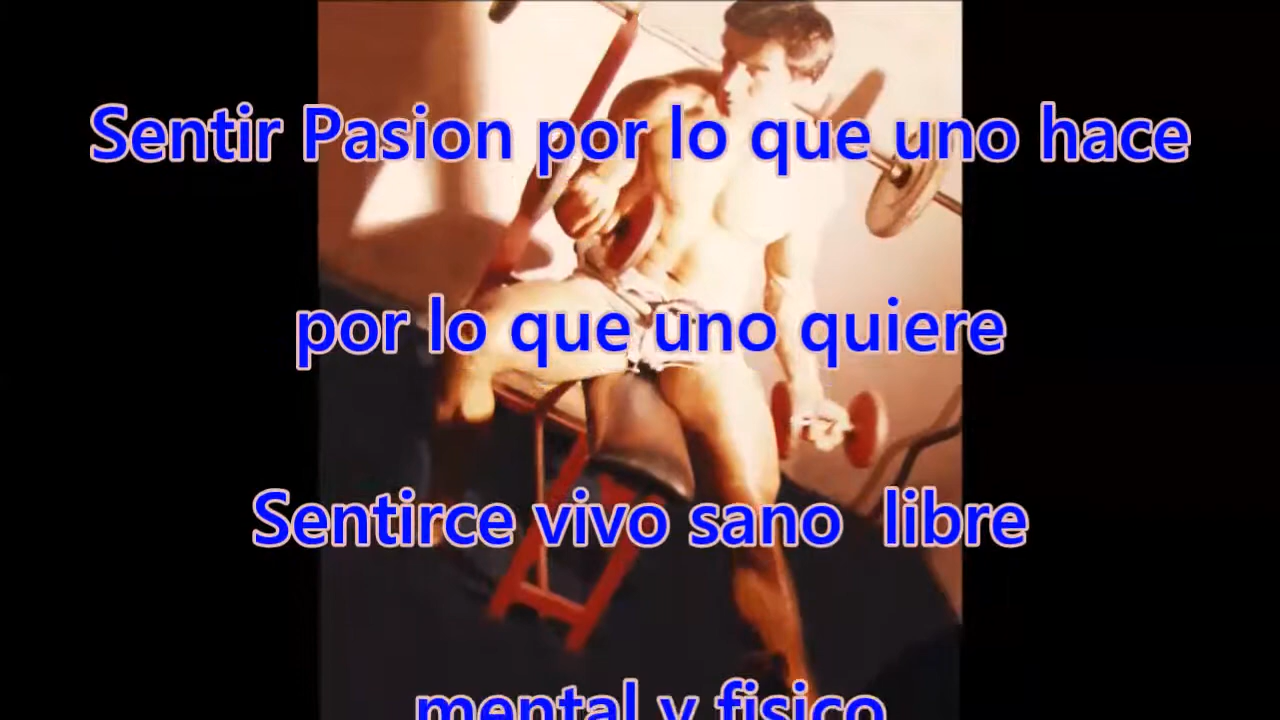 Sentir Pasion por lo que uno hace
por lo que uno quiere
Sentirce vivo sano libre
mental y fisico